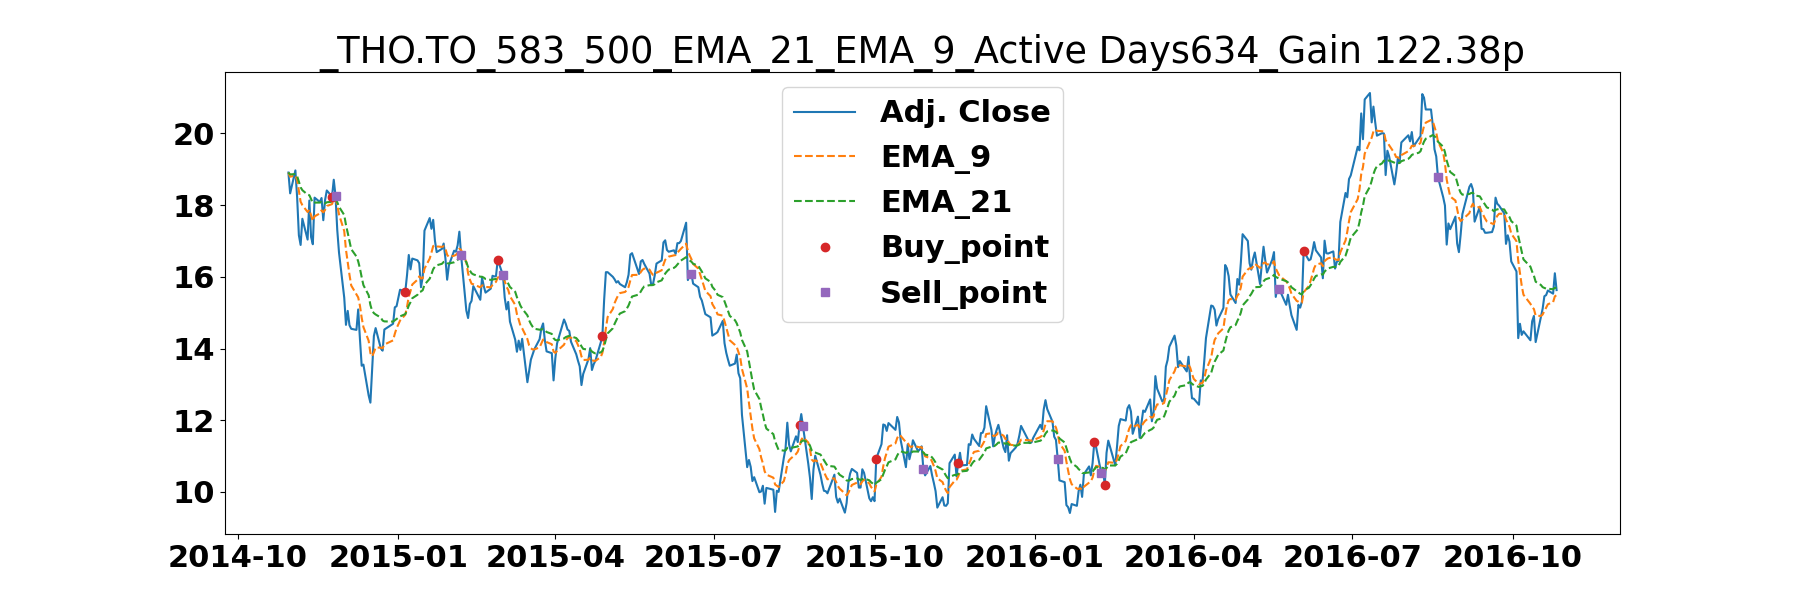 _THO.TO_583_500_EMA_21_EMA_9_Active Days634_Gain 122.38p
Adj. Close
EMA_9
EMA_21
Buy_point
Sell_point
20
18
16
14
12
10
2014-10 2015-01 2015-04 2015-07 2015-10 2016-01 2016-04 2016-07 2016-10